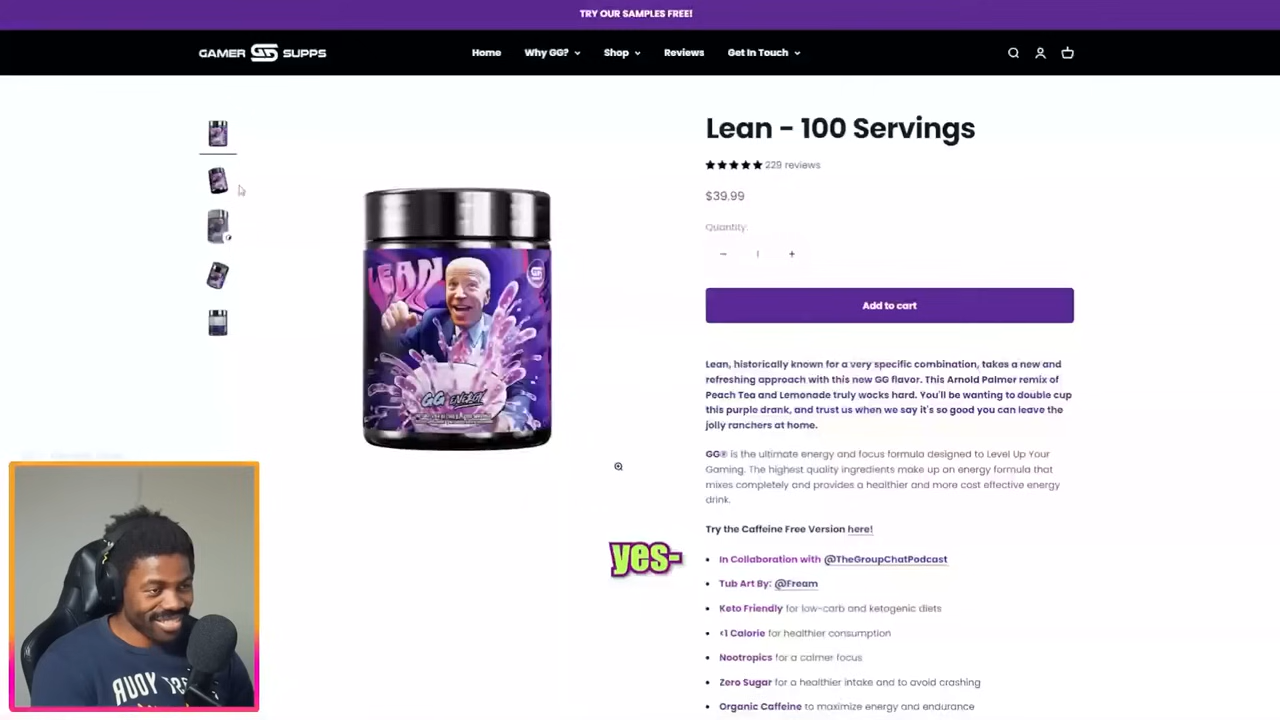 TRY OUR SAMPLES FREE!
GAMER GS SUPPS
Home
Why GG?
Shop
Reviews
Get In Touch
Lean - 100 Servings
229 reviews
$39.99
Quantity:
1
Add to cart
LEAN
GG ENERGY
Lean, historically known for a very specific combination, takes a new and
refreshing approach with this new GG flavor. This Arnold Palmer remix of
Peach Tea and Lemonade truly wocks hard. You'll be wanting to double cup
this purple drank, and trust us when we say it's so good you can leave the
jolly ranchers at home.
GG® is the ultimate energy and focus formula designed to Level Up Your
Gaming. The highest quality ingredients make up an energy formula that
mixes completely and provides a healthier and more cost effective energy
drink.
Try the Caffeine Free Version here!
yes-
• In Collaboration with @TheGroupChatPodcast
• Tub Art By: @Fream
• Keto Friendly for low-carb and ketogenic diets
• <1 Calorie for healthier consumption
• Nootropics for a calmer focus
• Zero Sugar for a healthier intake and to avoid crashing
• Organic Caffeine to maximize energy and endurance
YOUR